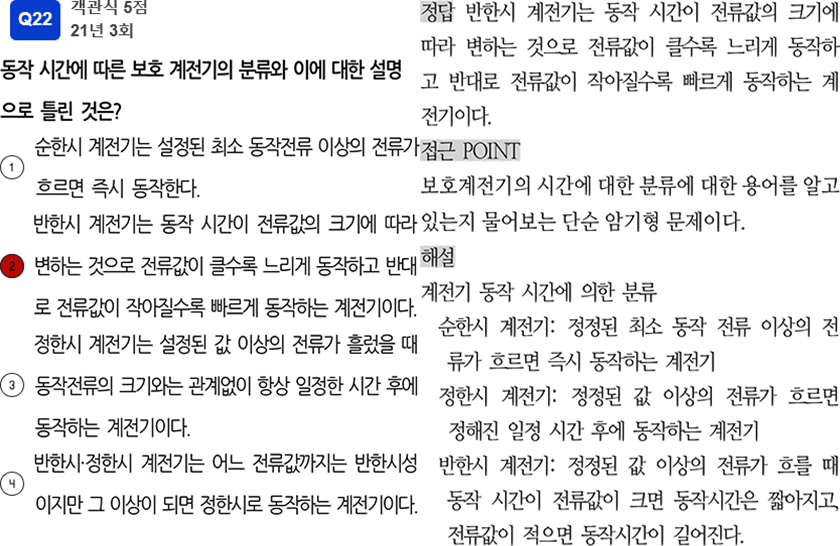 Q22
객관식 5점
21년 3회
동작 시간에 따른 보호 계전기의 분류와 이에 대한 설명
으로 틀린 것은?
① 순한시 계전기는 설정된 최소 동작전류 이상의 전류가
흐르면 즉시 동작한다.
반한시 계전기는 동작 시간이 전류값의 크기에 따라
② 변하는 것으로 전류값이 클수록 느리게 동작하고 반대
로 전류값이 작아질수록 빠르게 동작하는 계전기이다.
정한시 계전기는 설정된 값 이상의 전류가 흘렀을 때
③ 동작전류의 크기와는 관계없이 항상 일정한 시간 후에
동작하는 계전기이다.
반한시·정한시 계전기는 어느 전류값까지는 반한시성
④ 이지만 그 이상이 되면 정한시로 동작하는 계전기이다.
정답 반한시 계전기는 동작 시간이 전류값의 크기에
따라 변하는 것으로 전류값이 클수록 느리게 동작하
고 반대로 전류값이 작아질수록 빠르게 동작하는 계
전기이다.
접근 POINT
보호계전기의 시간에 대한 분류에 대한 용어를 알고
있는지 물어보는 단순 암기형 문제이다.
해설
계전기 동작 시간에 의한 분류
순한시 계전기: 정정된 최소 동작 전류 이상의 전
류가 흐르면 즉시 동작하는 계전기
정한시 계전기: 정정된 값 이상의 전류가 흐르면
정해진 일정 시간 후에 동작하는 계전기
반한시 계전기: 정정된 값 이상의 전류가 흐를 때
동작 시간이 전류값이 크면 동작시간은 짧아지고,
전류값이 적으면 동작시간이 길어진다.